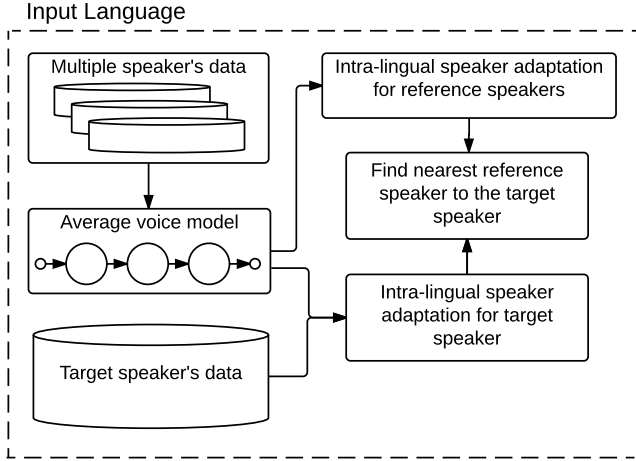 Input Language
Multiple speaker's data
Intra-lingual speaker adaptation
for reference speakers
Find nearest reference
speaker to the target
speaker
Average voice model
Intra-lingual speaker
adaptation for target
speaker
Target speaker's data